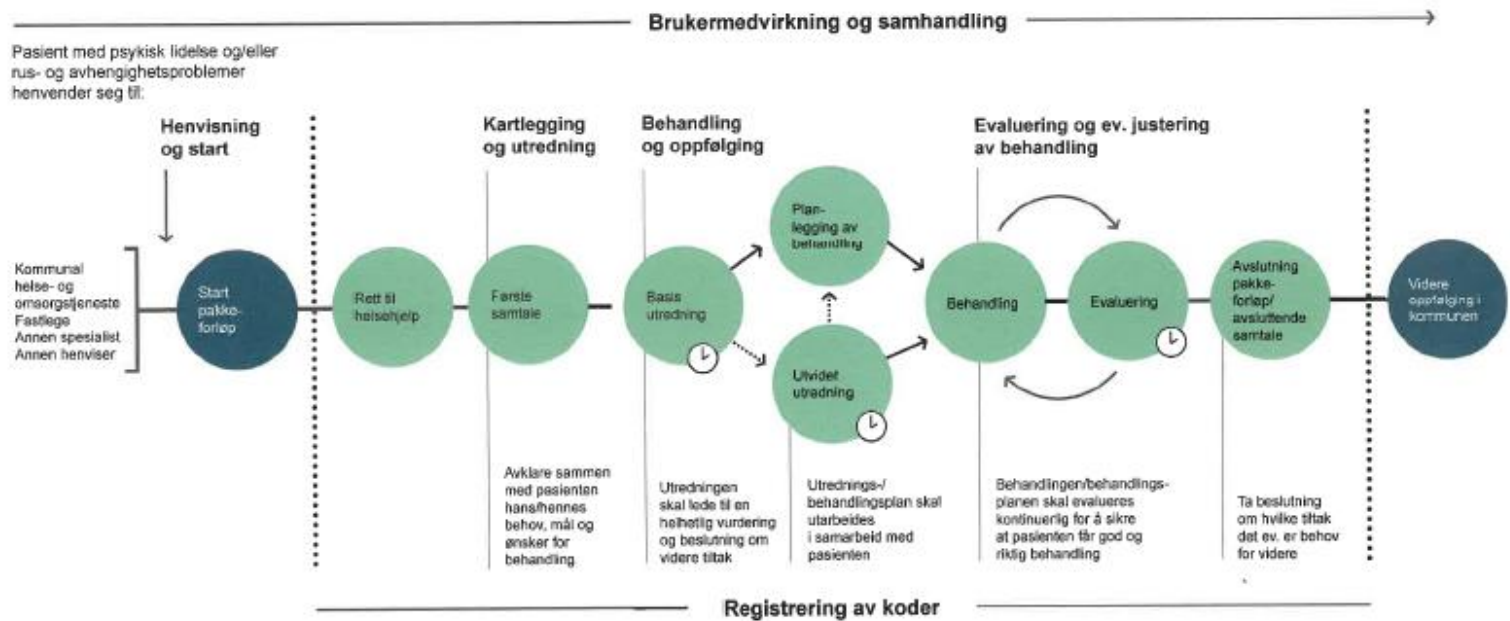 Brukermedvirkning og samhandling
Pasient med psykisk lidelse og/eller
rus- og avhengighetsproblemer
henvender seg til:
Henvisning
og start
Kartlegging
og utredning
Behandling
og oppfølging
Evaluering og ev. justering
av behandling
Kommunal
helse- og
omsorgstjeneste
Fastlege
Annen spesialist
Annen henviser
Start
pakke-
forløp
Rett til
helsehjelp
Første
samtale
Basis
utredning
Plan-
legging av
behandling
Utvidet
utredning
Behandling
Evaluering
Avslutning
pakke-
forløp/
avsluttende
samtale
Videre
oppfølging i
kommunen
Avklare sammen
med pasienten
hans/hennes
behov, mål og
ønsker for
behandling
Utredningen
skal lede til en
helhetlig vurdering
og beslutning om
videre tiltak
Utrednings-/
behandlingsplan skal
utarbeides
i samarbeid med
pasienten
Behandlingen/behandlings-
planen skal evalueres
kontinuerlig for å sikre
at pasienten får god og
riktig behandling
Ta beslutning
om hvilke tiltak
det ev. er behov
for videre
Registrering av koder